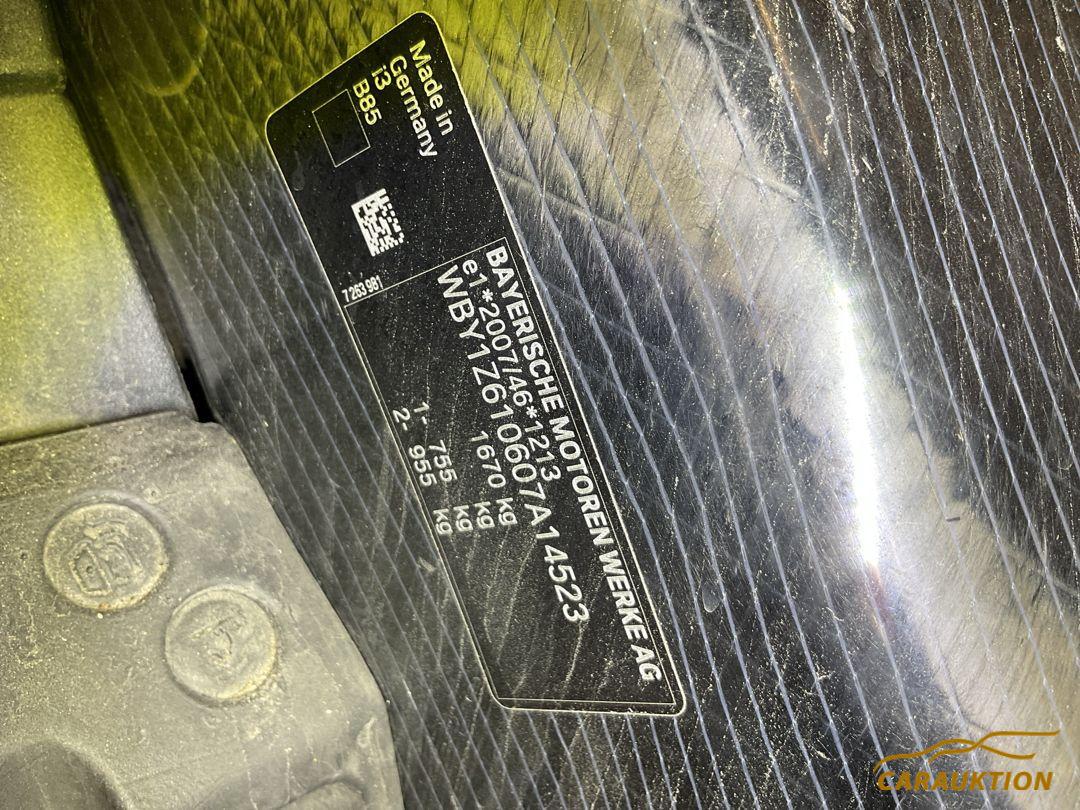 Made in
Germany
i3
B85
7 263 981
BAYERISCHE MOTOREN WERKE AG
e1*2007/46*1213
WBY1Z610607A14523
1670 kg
kg
1- 755 kg
2- 955 kg
CARAUKTION